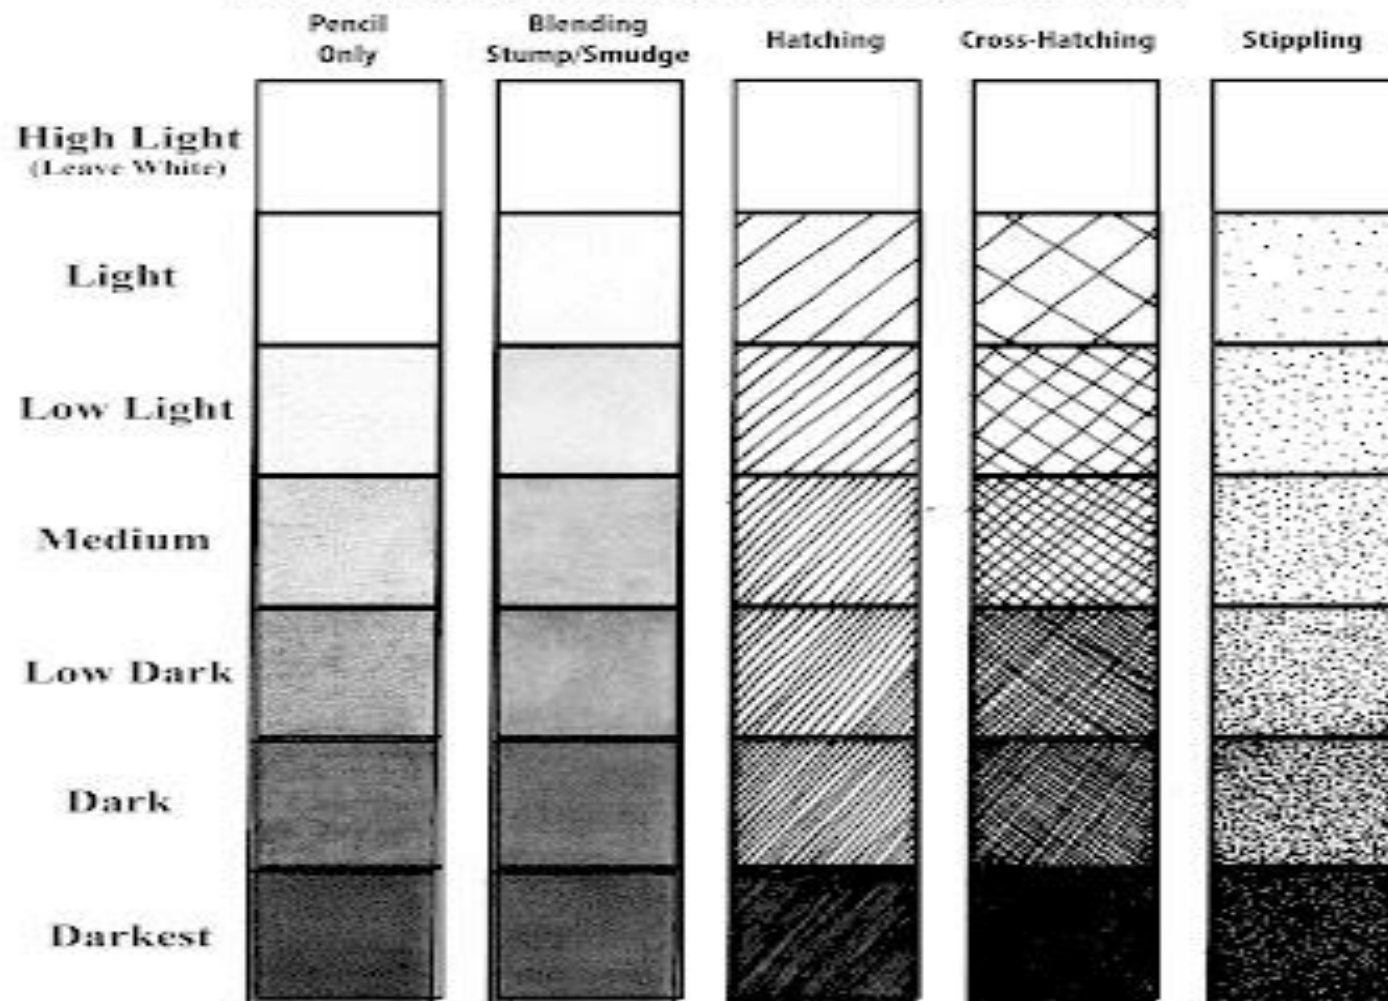 Pencil
Only
Blending
Stump/Smudge
Hatching
Cross-Hatching
Stippling
High Light
(Leave White)
Light
Low Light
Medium
Low Dark
Dark
Darkest